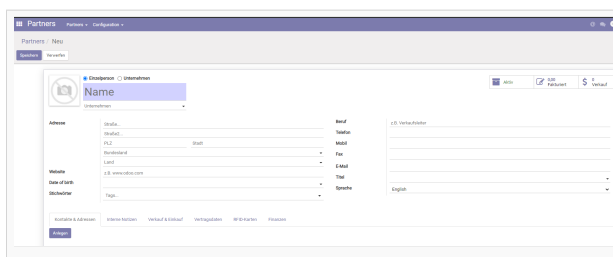 Partners Partners Configuration
Partners / Neu
Speichern Verwerfen
Einzelperson Unternehmen
Aktiv
0,00 Fakturiert
$ 0 Verkauf
Name
Unternehmen
Adresse
Straße...
Straße2...
PLZ Stadt
Bundesland
Land
Website z.B. www.odoo.com
Date of birth
Stichwörter Tags...
Beruf z.B. Verkaufsleiter
Telefon
Mobil
Fax
E-Mail
Titel
Sprache English
Kontakte & Adressen Interne Notizen Verkauf & Einkauf Vertragsdaten RFID Karten Finanzen
Anlegen